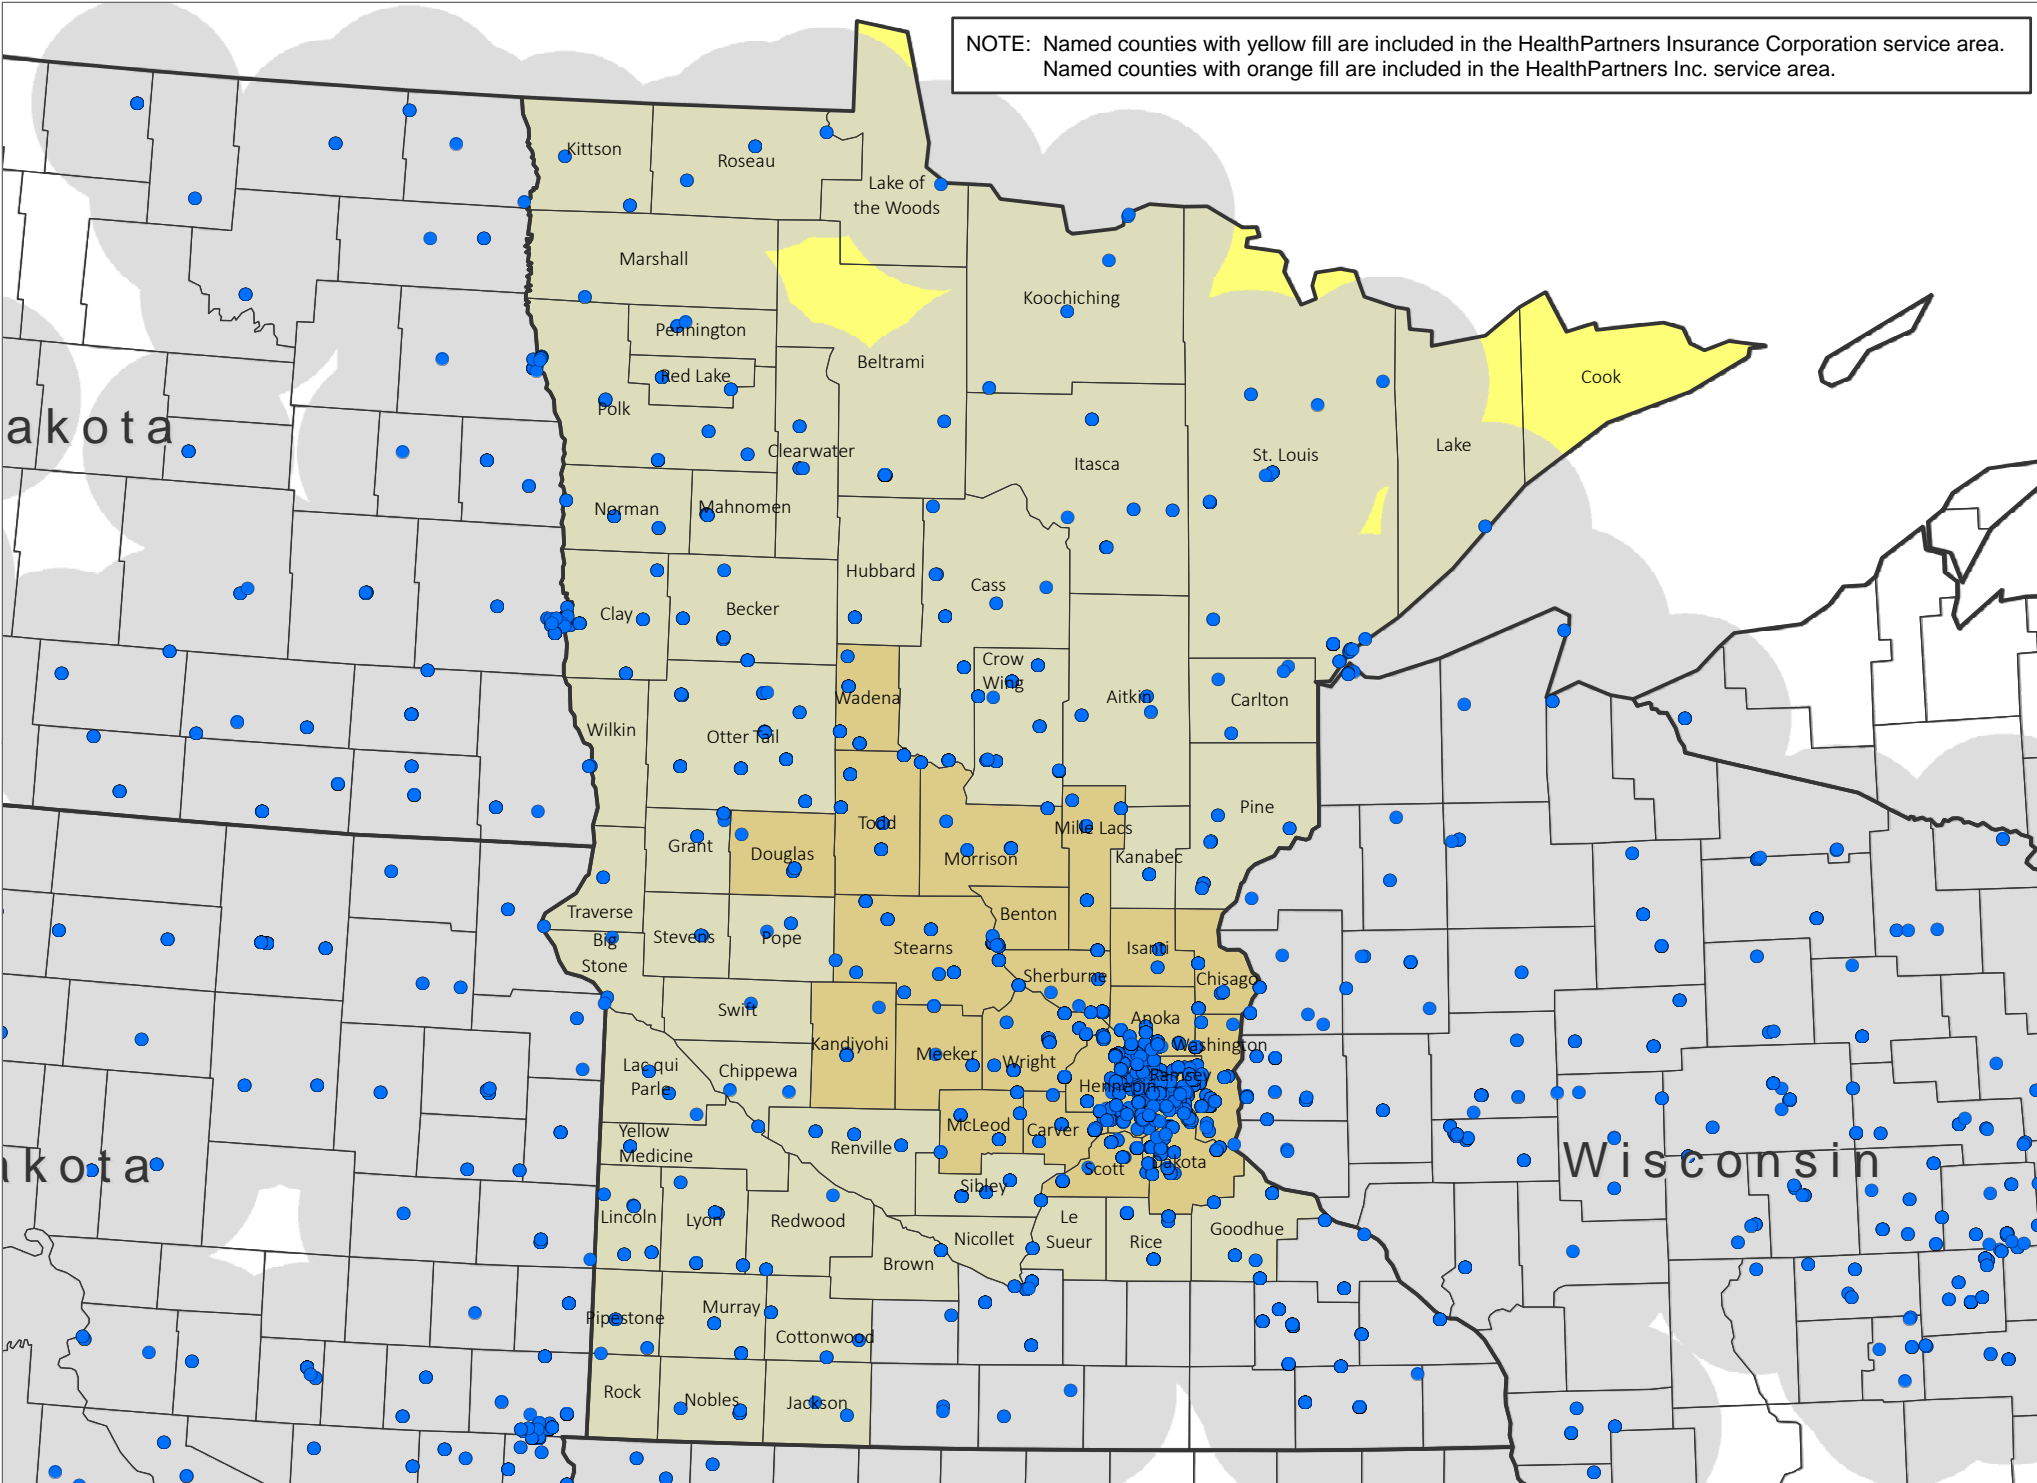 NOTE: Named counties with yellow fill are included in the HealthPartners Insurance Corporation service area.
Named counties with orange fill are included in the HealthPartners Inc. service area.
Kittson
Roseau
Lake of
the Woods
Marshall
Koochiching
Pennington
Beltrami
Red Lake
Cook
Polk
akota
Clearwater
Lake
St. Louis
Itasca
Norman
Mahnomen
Hubbard
Cass
Clay
Becker
Crow
Wing
Wadena
Aitkin
Carlton
Wilkin
Otter Tail
Pine
Todd
Mille Lacs
Grant
Douglas
Morrison
Kanabec
Traverse
Benton
Big
Stone
Stevens
Pope
Stearns
Isanti
Sherburne
Chisago
Swift
Anoka
Kandiyohi
Meeker
Wright
Washington
Lac qui
Parle
Chippewa
Ramsey
Hennepin
McLeod
Carver
Yellow
Medicine
Renville
Scott
Dakota
Wisconsin
akota
Sibley
Lincoln
Lyon
Redwood
Le
Sueur
Nicollet
Rice
Goodhue
Brown
Pipestone
Murray
Cottonwood
Rock
Nobles
Jackson